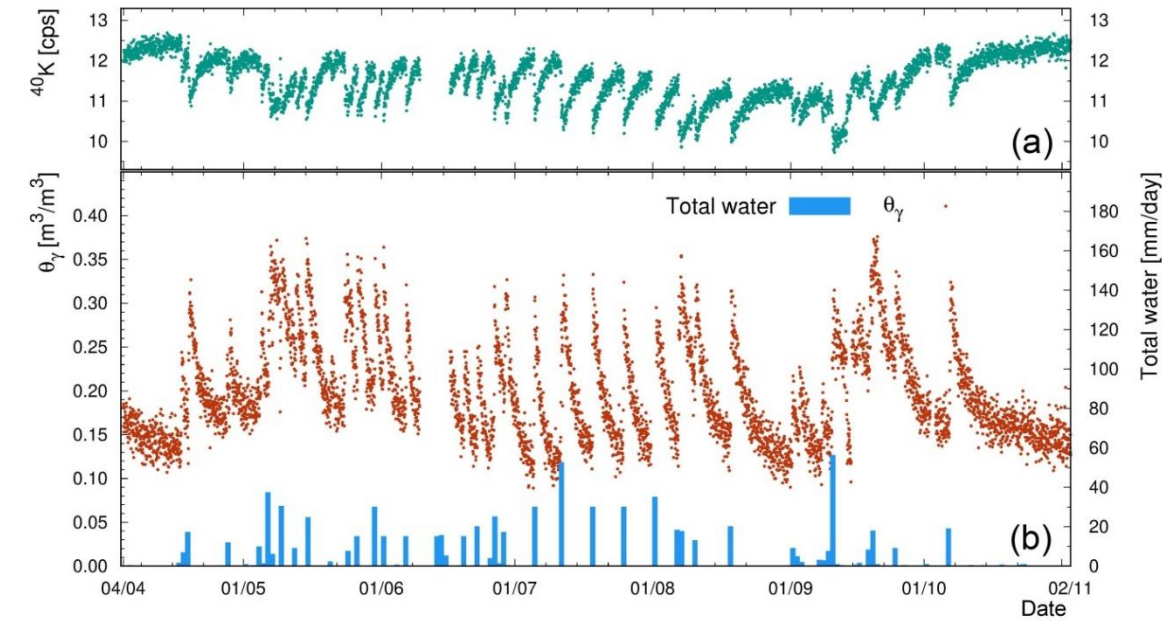 13 13
12 12
11 11
10 10
⁴⁰K [cps]
(a)
Total water θγ
0.40 180
0.35 160
0.30 140
0.25 120
0.20 100
0.15 80
0.10 60
0.05 40
0.00 20
0
θγ [m³/m³]
Total water [mm/day]
(b)
04/04 01/05 01/06 01/07 01/08 01/09 01/10 02/11
Date